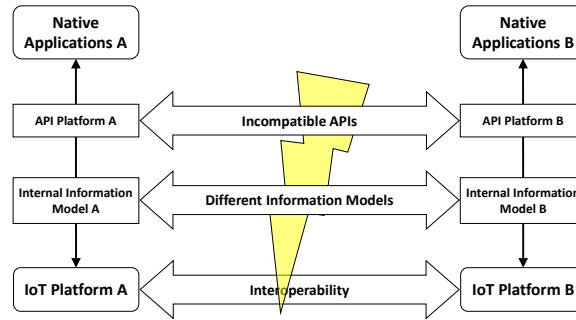 Native
Applications A
Native
Applications B
API Platform A
Incompatible APIs
API Platform B
Internal Information
Model A
Different Information Models
Internal Information
Model B
IoT Platform A
Interoperability
IoT Platform B